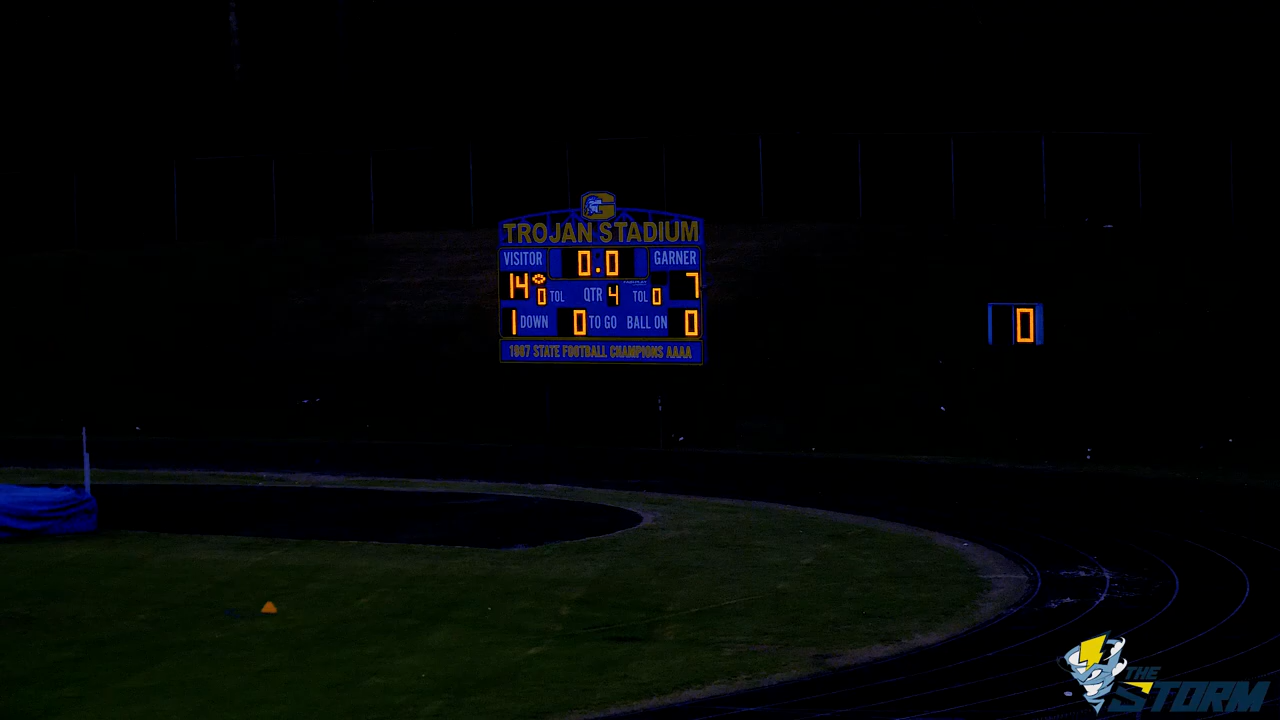 G
TROJAN STADIUM
VISITOR 0.0 GARNER
14 7
0 TOL QTR 4 TOL 0
1 DOWN 0 TO GO BALL ON 0
1987 STATE FOOTBALL CHAMPIONS AAAA
0
THE
STORM